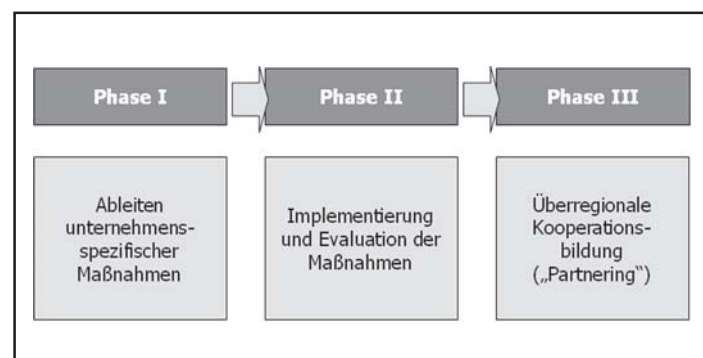 Phase I
Phase II
Phase III
Ableiten
unternehmens-
spezifischer
Maßnahmen
Implementierung
und Evaluation der
Maßnahmen
Überregionale
Kooperations-
bildung
(„Partnering“)